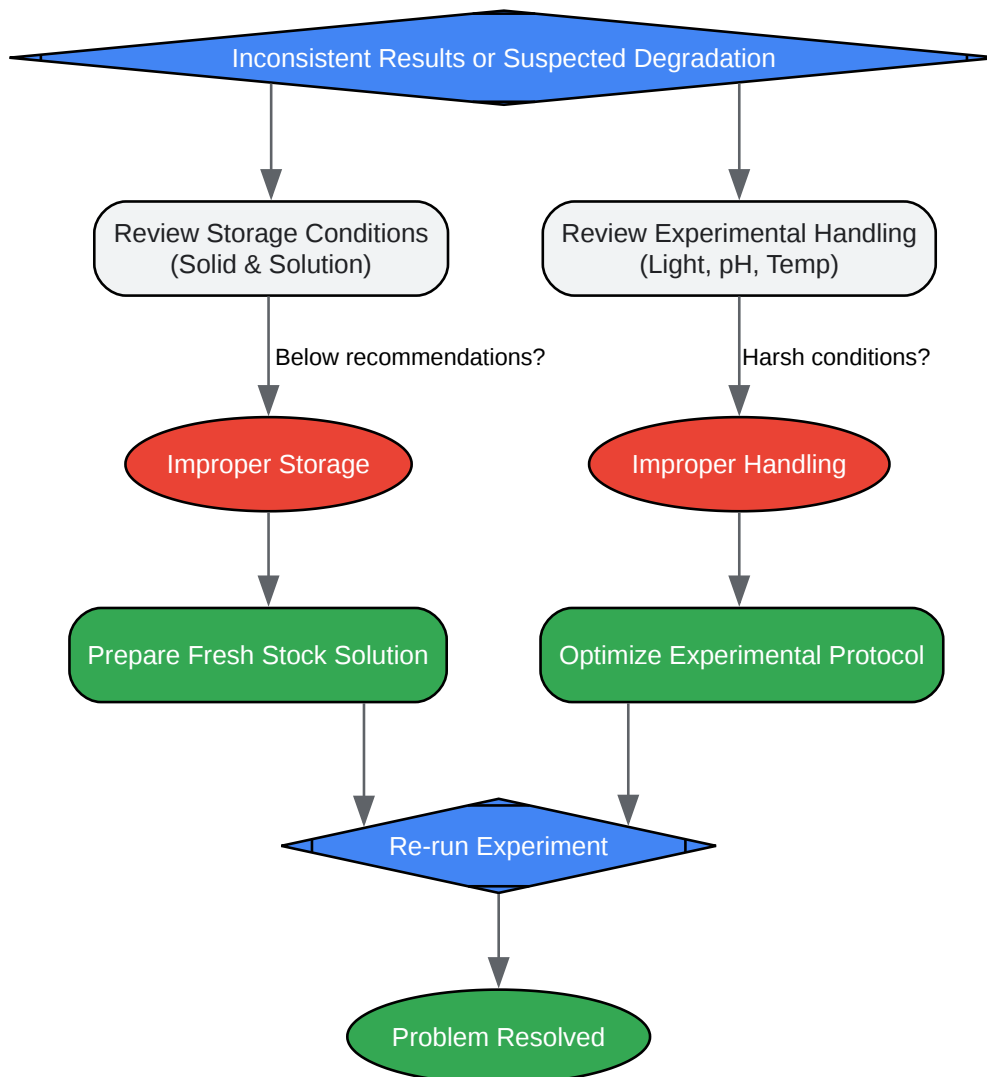 Inconsistent Results or Suspected Degradation
Review Storage Conditions
(Solid & Solution)
Review Experimental Handling
(Light, pH, Temp)
Below recommendations?
Harsh conditions?
Improper Storage
Improper Handling
Prepare Fresh Stock Solution
Optimize Experimental Protocol
Re-run Experiment
Problem Resolved